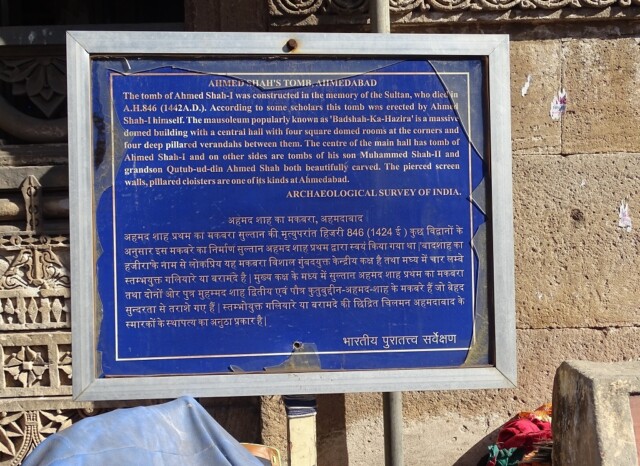 AHMED SHAH'S TOMB, AHMEDABAD
The tomb of Ahmed Shah-I was constructed in the memory of the Sultan, who died in
A.H.846 (1442A.D.). According to some scholars this tomb was erected by Ahmed
Shah-I himself. The mausoleum popularly known as 'Badshah-Ka-Hazira' is a massive
domed building with a central hall with four square domed rooms at the corners and
four deep pillared verandahs between them. The centre of the main hall has tomb of
Ahmed Shah-I and on other sides are tombs of his son Muhammed Shah-II and
grandson Qutub-ud-din Ahmed Shah both beautifully carved. The pierced screen
walls, pillared cloisters are one of its kinds at Ahmedabad.
ARCHAEOLOGICAL SURVEY OF INDIA.
अहमद शाह का मकबरा, अहमदाबाद
अहमद शाह प्रथम का मकबरा सुल्तान की मृत्युपरांत हिजरी 846 (1424 ई ) कुछ विद्वानों के
अनुसार इस मकबरे का निर्माण सुल्तान अहमद शाह प्रथम द्वारा स्वयं किया गया था 'बादशाह का
हजीरा'के नाम से लोकप्रिय यह मकबरा विशाल गुंबदयुक्त केन्द्रीय कक्ष है तथा मघ्य में चार लम्बे
स्तम्भयुक्त गलियारे या बरामदे है | मुख्य कक्ष के मध्य में सुल्तान अहमद शाह प्रथम का मकबरा
तथा दोनों ओर पुत्र मुहम्मद शाह द्वितीय एवं पौत्र कुतुबुद्दीन-अहमद-शाह के मकबरे हैं जो बेहद
सुन्दरता से तराशे गए हैं | स्तम्भोयुक्त गलियारे या बरामदे की छिद्रित चिलमन अहमदाबाद के
स्मारकों के स्थापत्य का अनुठा प्रकार है|
भारतीय पुरातत्त्व सर्वेक्षण